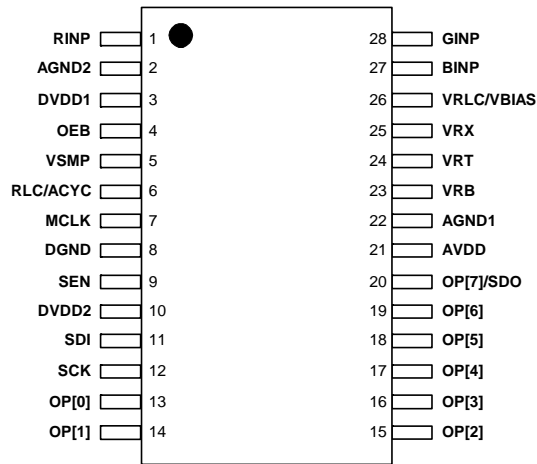 RINP 1 28 GINP
AGND2 2 27 BINP
DVDD1 3 26 VRLC/VBIAS
OEB 4 25 VRX
VSMP 5 24 VRT
RLC/ACYC 6 23 VRB
MCLK 7 22 AGND1
DGND 8 21 AVDD
SEN 9 20 OP[7]/SDO
DVDD2 10 19 OP[6]
SDI 11 18 OP[5]
SCK 12 17 OP[4]
OP[0] 13 16 OP[3]
OP[1] 14 15 OP[2]